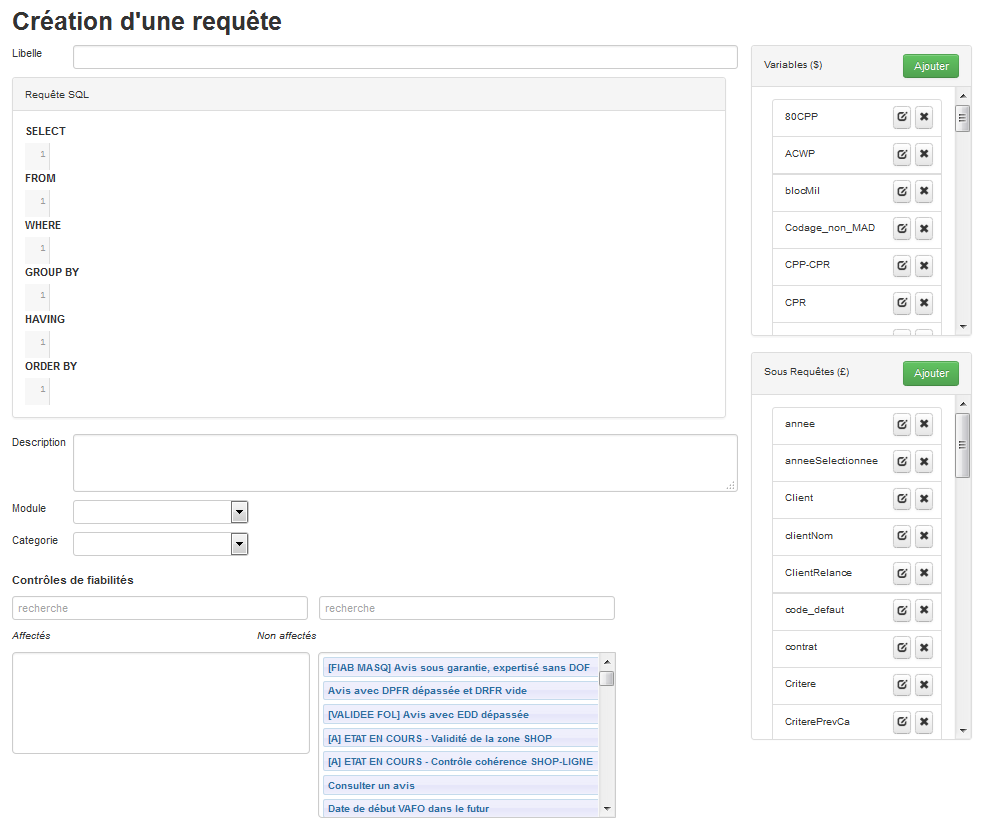 Création d'une requête
Libelle
Requête SQL
SELECT
1
FROM
1
WHERE
1
GROUP BY
1
HAVING
1
ORDER BY
1
Description
Module
Categorie
Contrôles de fiabilités
recherche
recherche
Affectés
Non affectés
[FIAB MASQ] Avis sous garantie, expertisé sans DOF
Avis avec DPFR dépassée et DRFR vide
[VALIDEE FOL] Avis avec EDD dépassée
[A] ETAT EN COURS - Validité de la zone SHOP
[A] ETAT EN COURS - Contrôle cohérence SHOP-LIGNE
Consulter un avis
Date de début VAFO dans le futur
Variables ($)
Ajouter
80CPP
ACWP
blocMil
Codage_non_MAD
CPP-CPR
CPR
Sous Requêtes (£)
Ajouter
annee
anneeSelectionnee
Client
clientNom
ClientRelance
code_defaut
contrat
Critere
CriterePrevCa